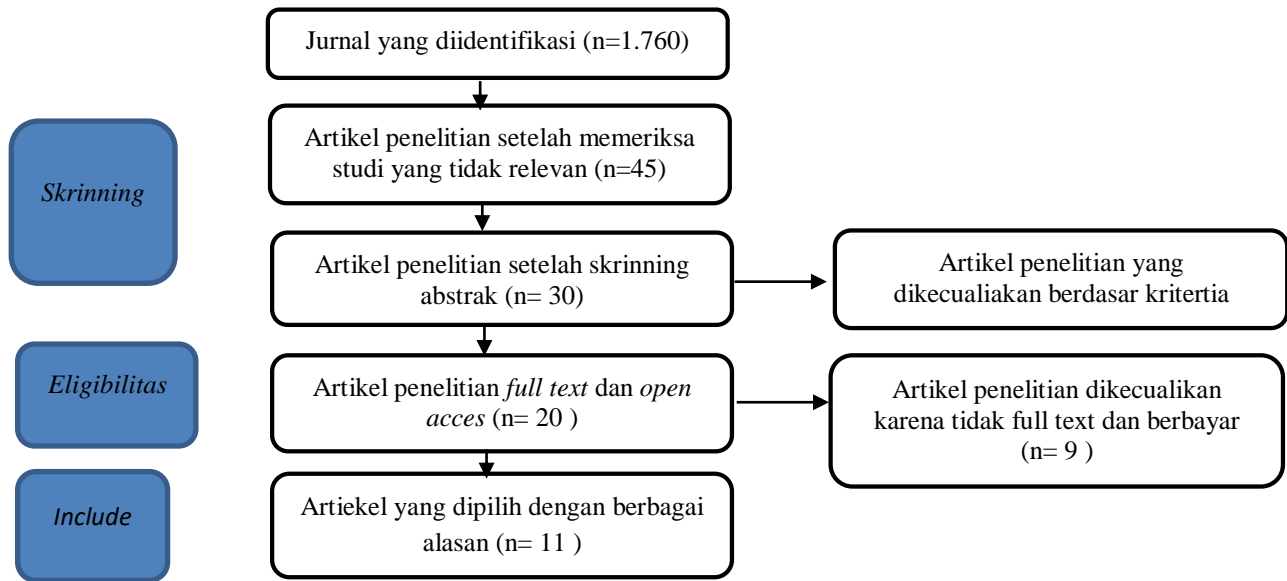 Jurnal yang diidentifikasi (n=1.760)
Skrinning
Artikel penelitian setelah memeriksa
studi yang tidak relevan (n=45)
Artikel penelitian setelah skrinning
abstrak (n= 30)
Artikel penelitian yang
dikecualiakan berdasar kritertia
Eligibilitas
Artikel penelitian full text dan open
acces (n= 20 )
Artikel penelitian dikecualikan
karena tidak full text dan berbayar
(n= 9 )
Include
Artiekel yang dipilih dengan berbagai
alasan (n= 11 )